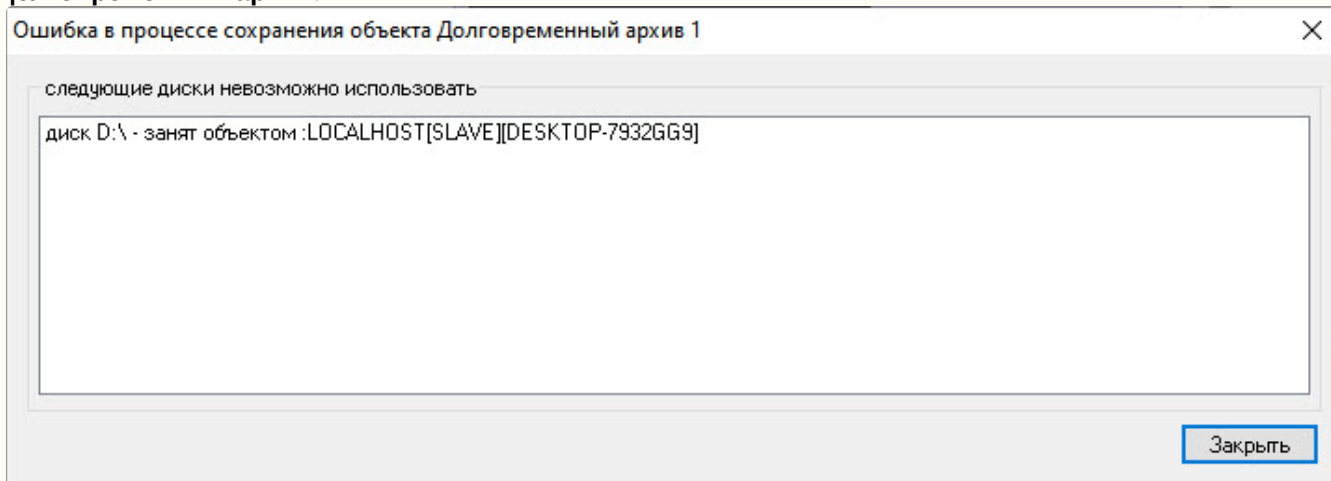 Ошибка в процессе сохранения объекта Долговременный архив 1
следующие диски невозможно использовать
диск D:\ - занят объектом :LOCALHOST[SLAVE][DESKTOP-7932GG9]
Закрыть